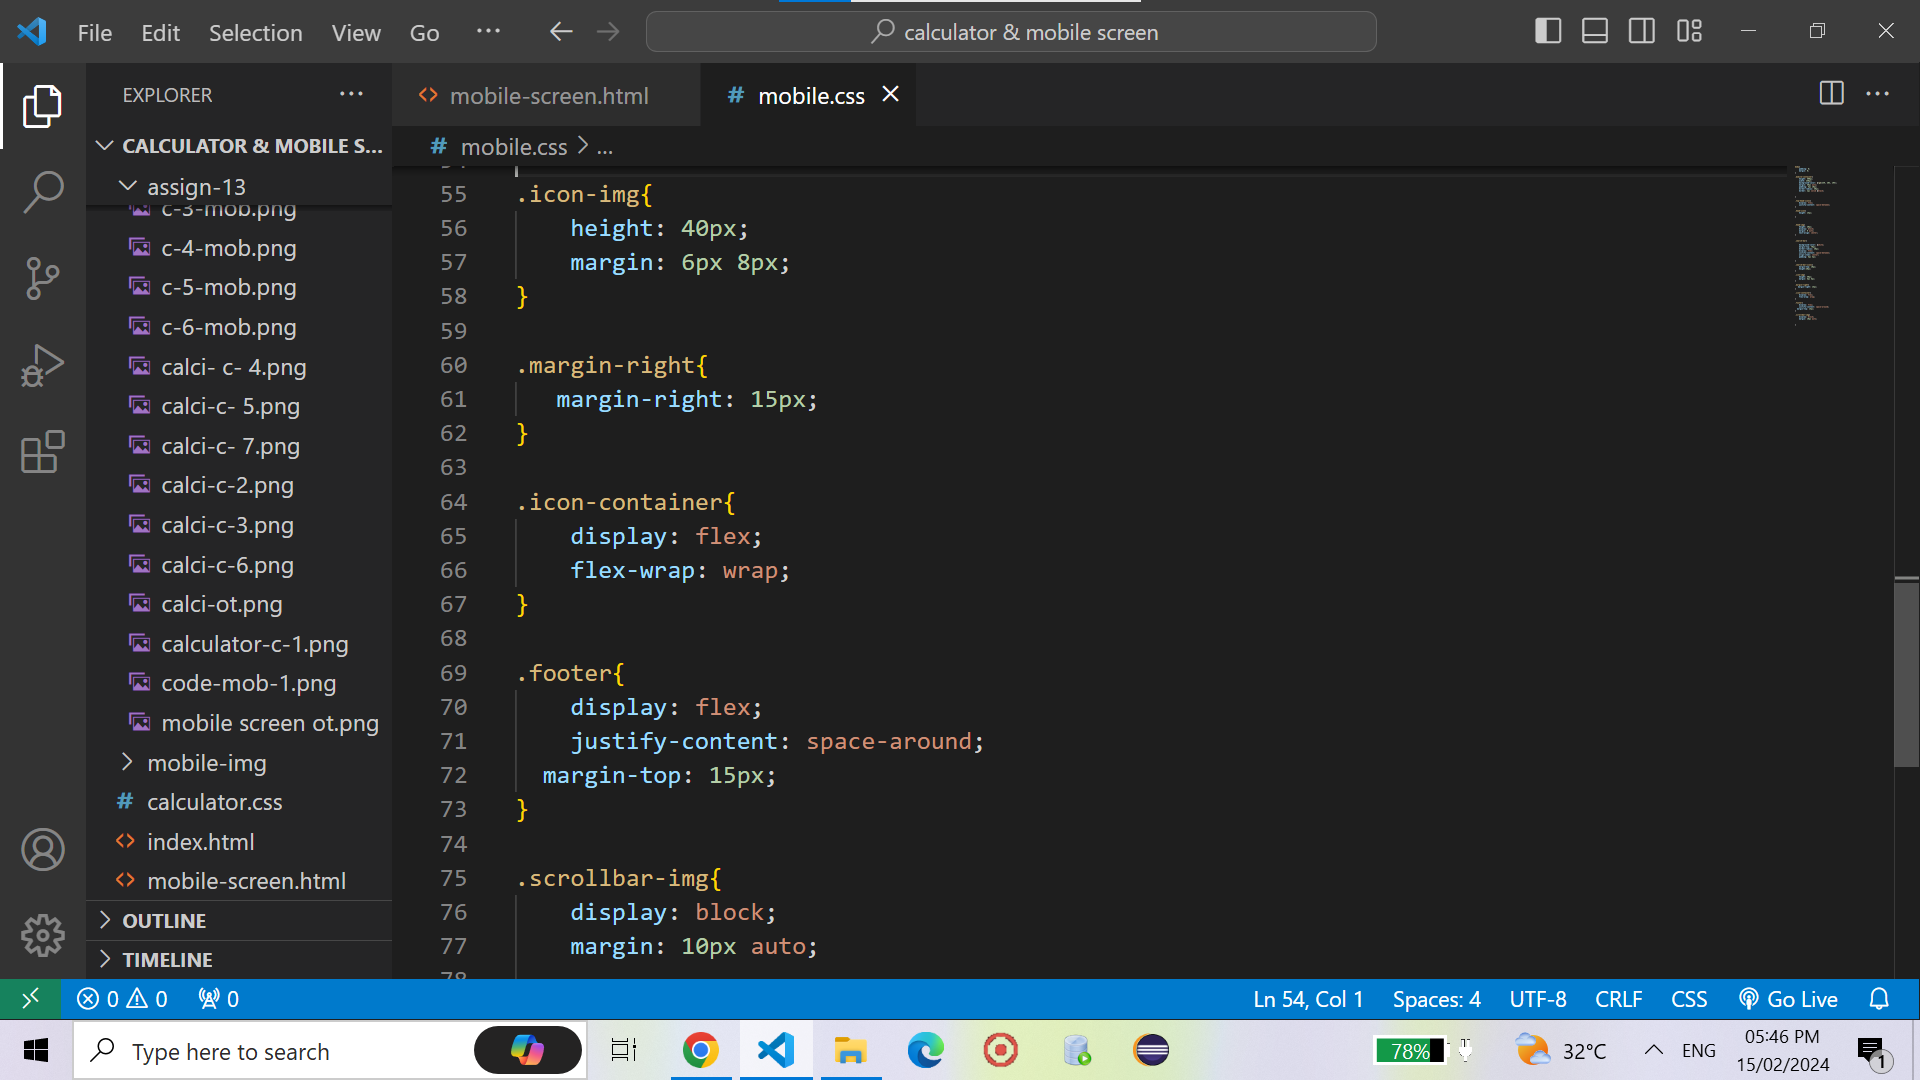 File Edit Selection View Go ··· calculator & mobile screen
EXPLORER ···
mobile-screen.html
# mobile.css
CALCULATOR & MOBILE S...
# mobile.css > ...
assign-13
c-3-mob.png
c-4-mob.png
c-5-mob.png
c-6-mob.png
calci- c- 4.png
calci-c- 5.png
calci-c- 7.png
calci-c-2.png
calci-c-3.png
calci-c-6.png
calci-ot.png
calculator-c-1.png
code-mob-1.png
mobile screen ot.png
mobile-img
# calculator.css
index.html
mobile-screen.html
OUTLINE
TIMELINE
55 .icon-img{
56     height: 40px;
57     margin: 6px 8px;
58 }
59
60 .margin-right{
61    margin-right: 15px;
62 }
63
64 .icon-container{
65     display: flex;
66     flex-wrap: wrap;
67 }
68
69 .footer{
70     display: flex;
71     justify-content: space-around;
72   margin-top: 15px;
73 }
74
75 .scrollbar-img{
76     display: block;
77     margin: 10px auto;
78
0 0 0 Ln 54, Col 1 Spaces: 4 UTF-8 CRLF CSS Go Live
Type here to search
78% 32°C ENG
05:46 PM
15/02/2024
1